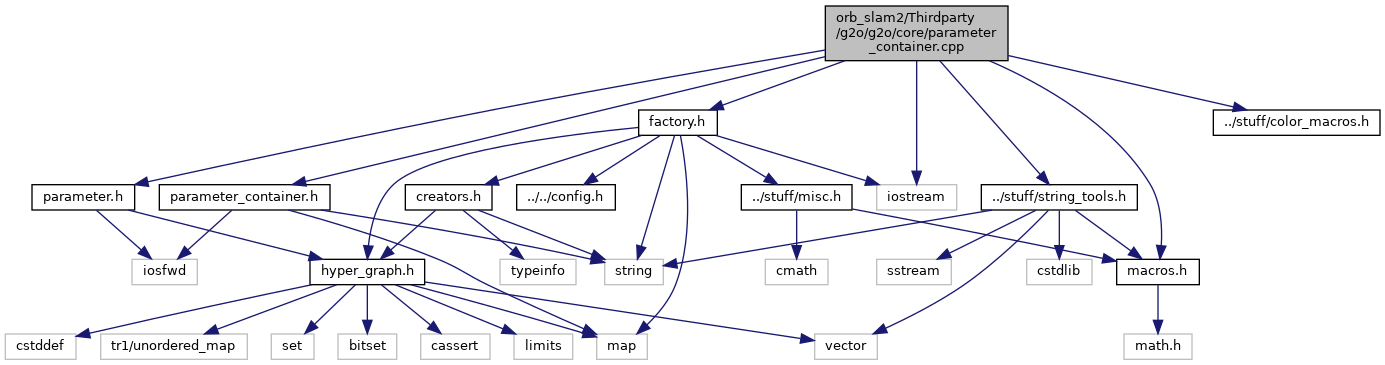 orb_slam2/Thirdparty
/g2o/g2o/core/parameter
_container.cpp
factory.h
../stuff/color_macros.h
parameter.h
parameter_container.h
creators.h
../../config.h
../stuff/misc.h
iostream
../stuff/string_tools.h
iosfwd
hyper_graph.h
typeinfo
string
cmath
sstream
cstdlib
macros.h
cstddef
tr1/unordered_map
set
bitset
cassert
limits
map
vector
math.h